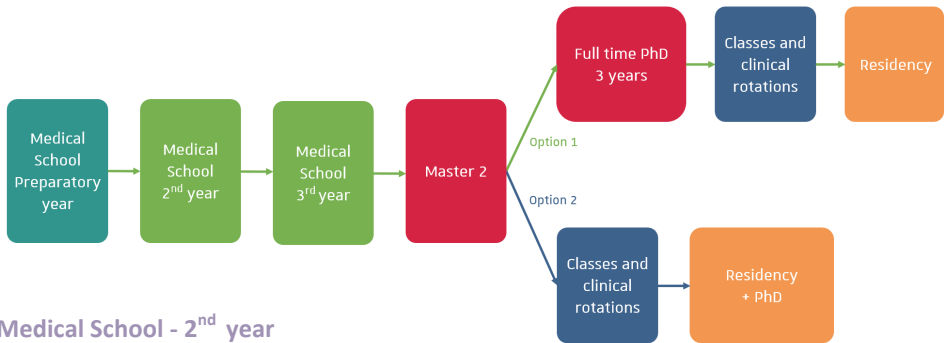 Medical
School
Preparatory
year
Medical
School
2nd year
Medical
School
3rd year
Master 2
Option 1
Full time PhD
3 years
Classes and
clinical
rotations
Residency
Option 2
Classes and
clinical
rotations
Residency
+ PhD
Medical School - 2nd year